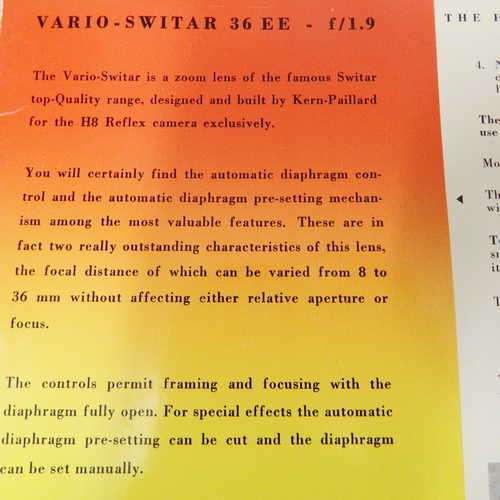 VARIO-SWITAR 36 EE - f/1.9
The Vario-Switar is a zoom lens of the famous Switar
top-Quality range, designed and built by Kern-Paillard
for the H8 Reflex camera exclusively.
You will certainly find the automatic diaphragm con-
trol and the automatic diaphragm pre-setting mechan-
ism among the most valuable features. These are in
fact two really outstanding characteristics of this lens,
the focal distance of which can be varied from 8 to
36 mm without affecting either relative aperture or
focus.
The controls permit framing and focusing with the
diaphragm fully open. For special effects the automatic
diaphragm pre-setting can be cut and the diaphragm
can be set manually.
THE
4.
The
use
Mo
Th
wi